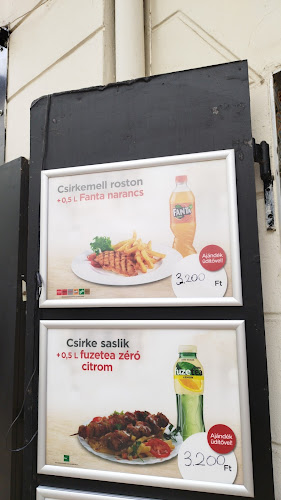 Csirkemell roston
+ 0,5 l. Fanta narancs
FANTA
Ajándék
üdítővel!
3.200 Ft
Csirke saslik
+ 0,5 l. fuzetea zéró
citrom
fuze
Ajándék
üdítővel!
3.200 Ft